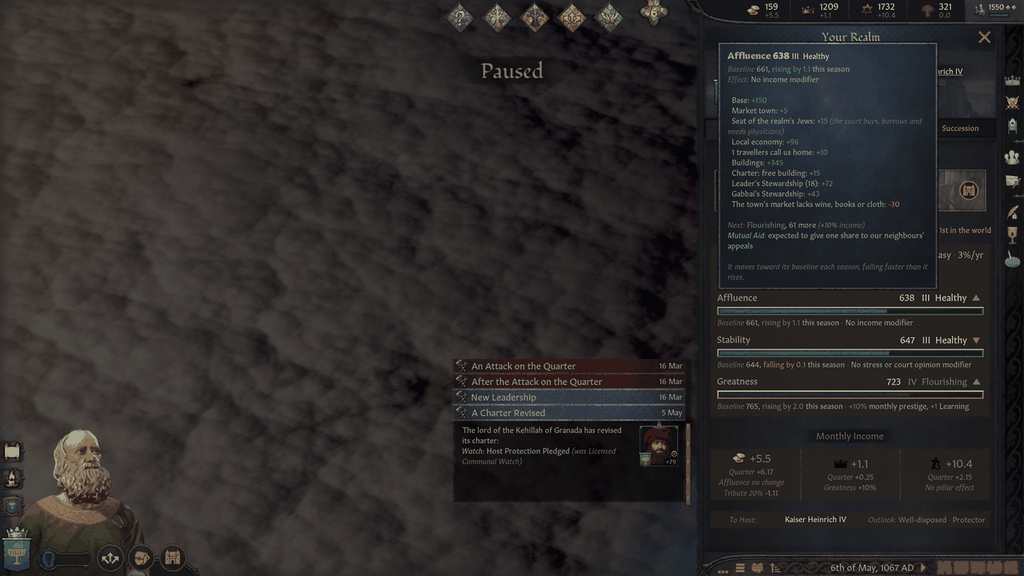 159
+5.5
1209
+1.1
1732
+10.4
321
0.0
1550
2
6
Paused
Your Realm
Affluence 638 III Healthy
Baseline 661, rising by 1.1 this season
Effect: No income modifier
Base: +150
Market town: +5
Seat of the realm's Jews: +15 (the court buys, borrows and
needs physicians)
Local economy: +96
1 travellers call us home: +10
Buildings: +345
Charter: free building: +15
Leader's Stewardship (18): +72
Gabbai's Stewardship: +43
The town's market lacks wine, books or cloth: -30
Next: Flourishing, 61 more (+10% income)
Mutual Aid: expected to give one share to our neighbours'
appeals
It moves toward its baseline each season, falling faster than it
rises.
nrich IV
Succession
1st in the world
asy · 3%/yr
Affluence 638 III Healthy
Baseline 661, rising by 1.1 this season · No income modifier
Stability 647 III Healthy
Baseline 644, falling by 0.1 this season · No stress or court opinion modifier
Greatness 723 IV Flourishing
Baseline 765, rising by 2.0 this season · +10% monthly prestige, +1 Learning
Monthly Income
+5.5
Quarter +6.17
Affluence no change
Tribute 20% -1.11
+1.1
Quarter +0.25
Greatness +10%
+10.4
Quarter +2.15
No pillar effect
To Host: Kaiser Heinrich IV Outlook: Well-disposed · Protector
An Attack on the Quarter 16 Mar
After the Attack on the Quarter 16 Mar
New Leadership 16 Mar
A Charter Revised 5 May
The lord of the Kehillah of Granada has revised
its charter:
Watch: Host Protection Pledged (was Licensed
Communal Watch)
+79
6th of May, 1067 AD